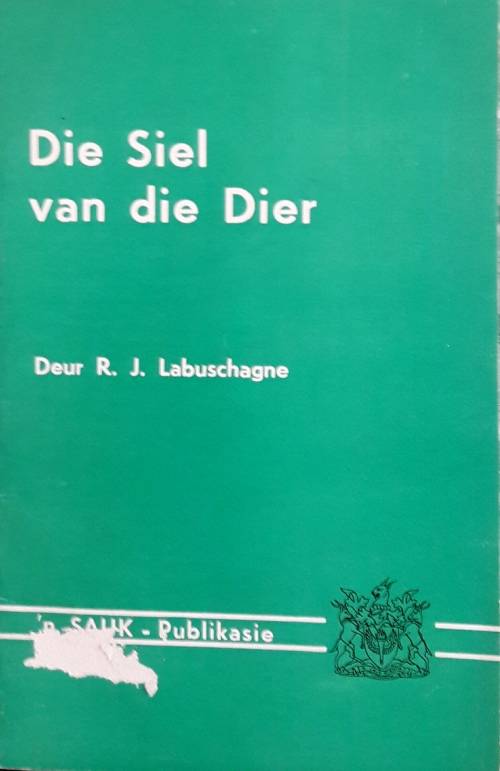 Die Siel
van die Dier
Deur R. J. Labuschagne
'n SAUK - Publikasie